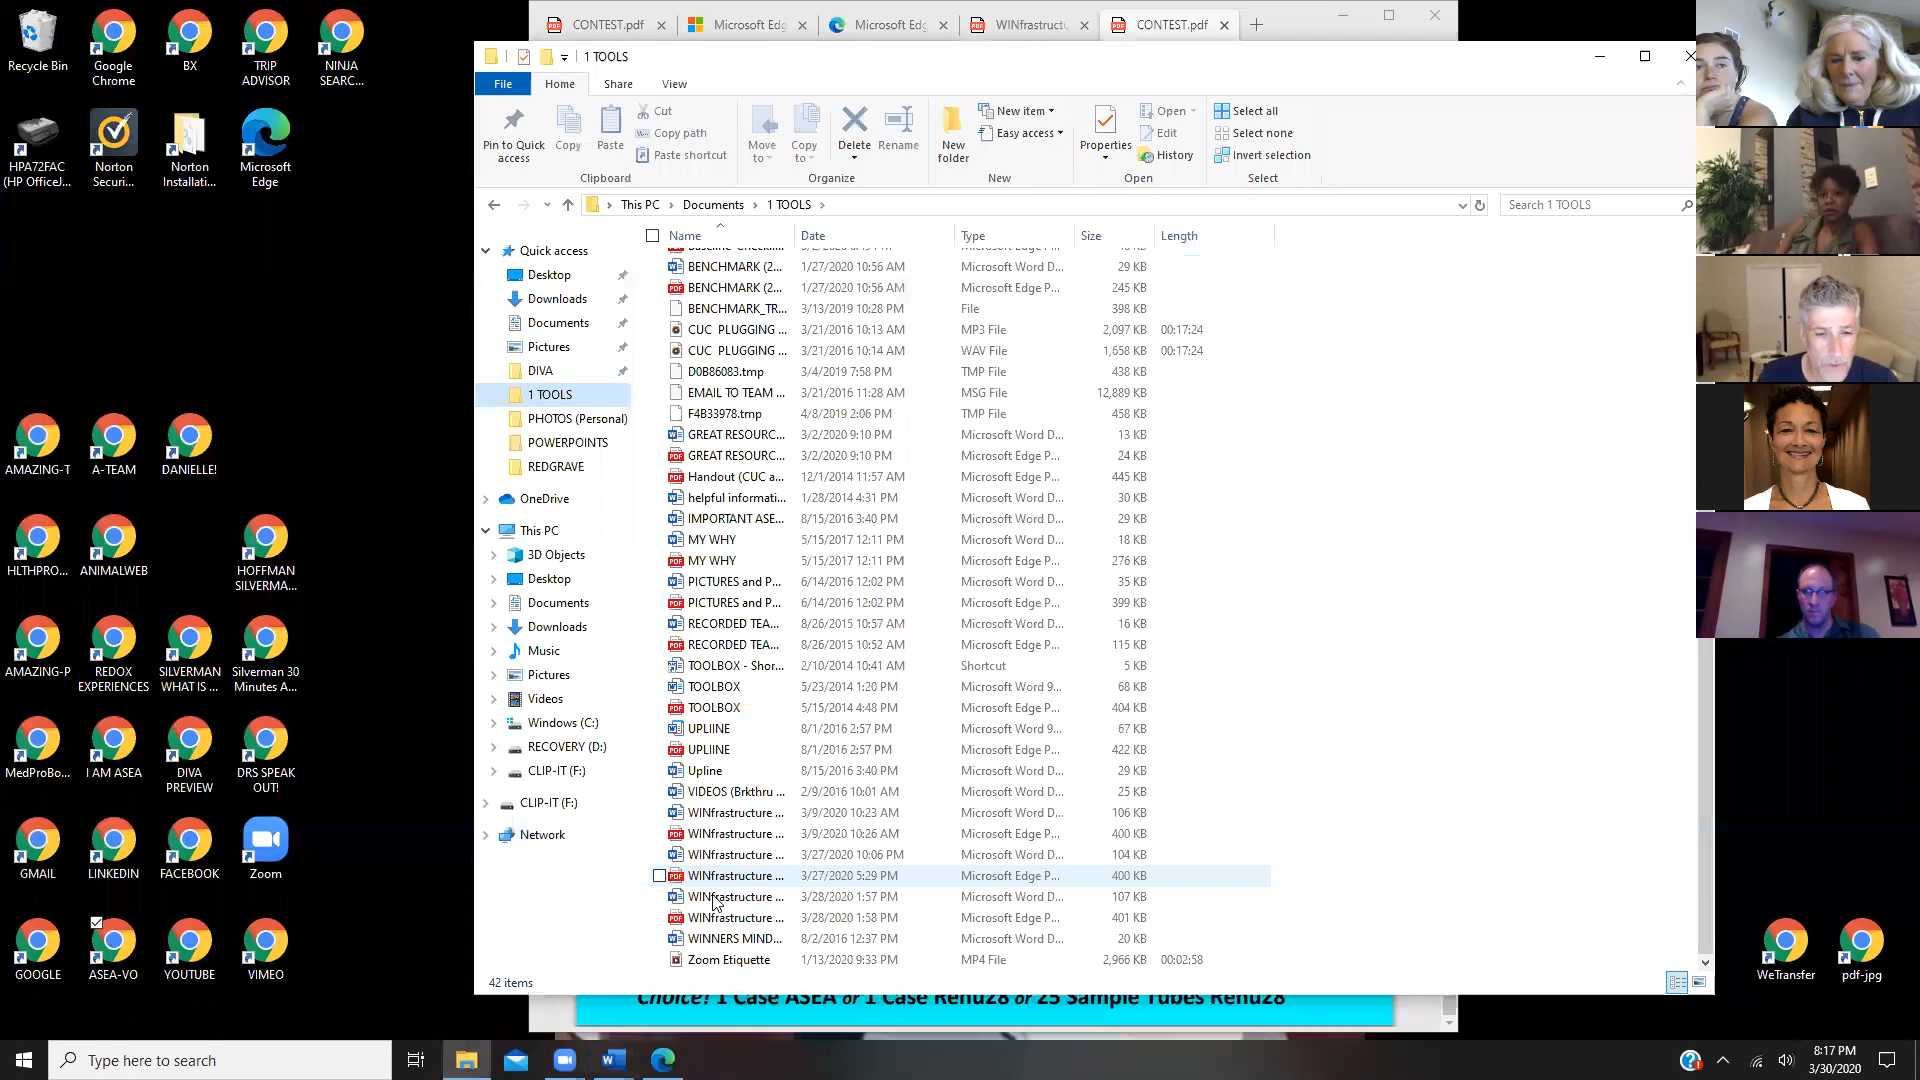 Recycle Bin
Google Chrome
BX
TRIP ADVISOR
NINJA SEARC...
HPA72FAC (HP OfficeJ...
Norton Securi...
Norton Installati...
Microsoft Edge
AMAZING-T
A-TEAM
DANIELLE!
HLTHPRO...
ANIMALWEB
HOFFMAN SILVERMA...
AMAZING-P
REDOX EXPERIENCES
SILVERMAN WHAT IS ...
Silverman 30 Minutes A...
MedProBo...
I AM ASEA
DIVA PREVIEW
DRS SPEAK OUT!
GMAIL
LINKEDIN
FACEBOOK
Zoom
GOOGLE
ASEA-VO
YOUTUBE
VIMEO
CONTEST.pdf
Microsoft Edg
Microsoft Edg
WINfrastructu
CONTEST.pdf
1 TOOLS
File Home Share View
Pin to Quick access
Copy
Paste
Cut
Copy path
Paste shortcut
Move to
Copy to
Delete
Rename
New folder
New item
Easy access
Properties
Open
Edit
History
Select all
Select none
Invert selection
Clipboard Organize New Open Select
This PC > Documents > 1 TOOLS >
Search 1 TOOLS
Quick access
Desktop
Downloads
Documents
Pictures
DIVA
1 TOOLS
PHOTOS (Personal)
POWERPOINTS
REDGRAVE
OneDrive
This PC
3D Objects
Desktop
Documents
Downloads
Music
Pictures
Videos
Windows (C:)
RECOVERY (D:)
CLIP-IT (F:)
CLIP-IT (F:)
Network
Name Date Type Size Length
BENCHMARK (2... 1/27/2020 10:56 AM Microsoft Word D... 29 KB
BENCHMARK (2... 1/27/2020 10:56 AM Microsoft Edge P... 245 KB
BENCHMARK_TR... 3/13/2019 10:28 PM File 398 KB
CUC PLUGGING ... 3/21/2016 10:13 AM MP3 File 2,097 KB 00:17:24
CUC PLUGGING ... 3/21/2016 10:14 AM WAV File 1,658 KB 00:17:24
D0B86083.tmp 3/4/2019 7:58 PM TMP File 438 KB
EMAIL TO TEAM ... 3/21/2016 11:28 AM MSG File 12,889 KB
F4B33978.tmp 4/8/2019 2:06 PM TMP File 458 KB
GREAT RESOURC... 3/2/2020 9:10 PM Microsoft Word D... 13 KB
GREAT RESOURC... 3/2/2020 9:10 PM Microsoft Edge P... 24 KB
Handout (CUC a... 12/1/2014 11:57 AM Microsoft Edge P... 445 KB
helpful informati... 1/28/2014 4:31 PM Microsoft Word D... 30 KB
IMPORTANT ASE... 8/15/2016 3:40 PM Microsoft Word D... 29 KB
MY WHY 5/15/2017 12:11 PM Microsoft Word D... 18 KB
MY WHY 5/15/2017 12:11 PM Microsoft Edge P... 276 KB
PICTURES and P... 6/14/2016 12:02 PM Microsoft Word D... 35 KB
PICTURES and P... 6/14/2016 12:02 PM Microsoft Edge P... 399 KB
RECORDED TEA... 8/26/2015 10:57 AM Microsoft Word D... 16 KB
RECORDED TEA... 8/26/2015 10:52 AM Microsoft Edge P... 115 KB
TOOLBOX - Shor... 2/10/2014 10:41 AM Shortcut 5 KB
TOOLBOX 5/23/2014 1:20 PM Microsoft Word 9... 68 KB
TOOLBOX 5/15/2014 4:48 PM Microsoft Edge P... 404 KB
UPLIINE 8/1/2016 2:57 PM Microsoft Word 9... 67 KB
UPLIINE 8/1/2016 2:57 PM Microsoft Edge P... 422 KB
Upline 8/15/2016 3:40 PM Microsoft Word D... 29 KB
VIDEOS (Brkthru ... 2/9/2016 10:01 AM Microsoft Word D... 25 KB
WINfrastructure ... 3/9/2020 10:23 AM Microsoft Word D... 106 KB
WINfrastructure ... 3/9/2020 10:26 AM Microsoft Edge P... 400 KB
WINfrastructure ... 3/27/2020 10:06 PM Microsoft Word D... 104 KB
WINfrastructure ... 3/27/2020 5:29 PM Microsoft Edge P... 400 KB
WINfrastructure ... 3/28/2020 1:57 PM Microsoft Word D... 107 KB
WINfrastructure ... 3/28/2020 1:58 PM Microsoft Edge P... 401 KB
WINNERS MIND... 8/2/2016 12:37 PM Microsoft Word D... 20 KB
Zoom Etiquette 1/13/2020 9:33 PM MP4 File 2,966 KB 00:02:58
42 items
Choice! 1 Case ASEA or 1 Case Renu28 or 25 Sample Tubes Renu28
WeTransfer
pdf-jpg
Type here to search
8:17 PM
3/30/2020